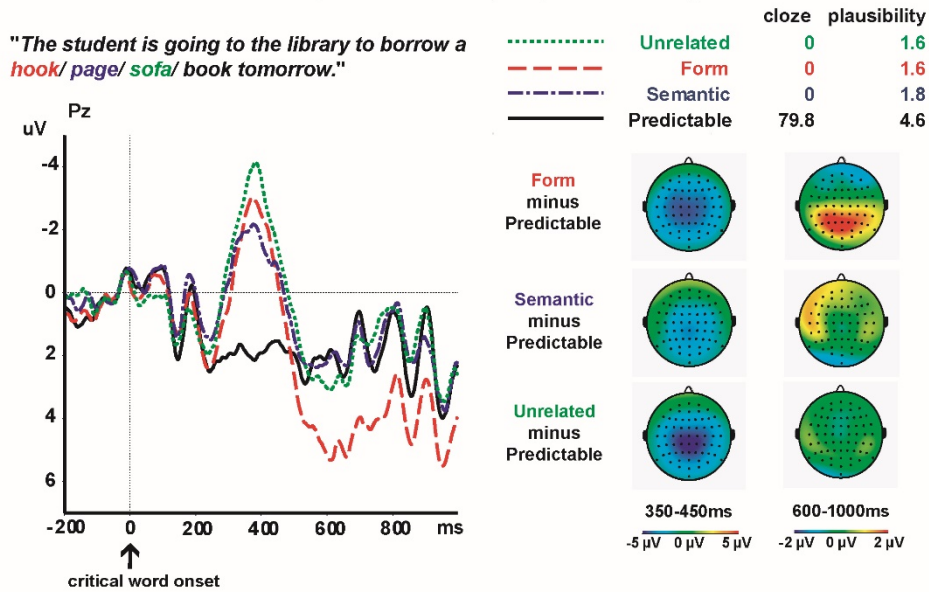 cloze plausibility
Unrelated 0 1.6
Form 0 1.6
Semantic 0 1.8
Predictable 79.8 4.6
"The student is going to the library to borrow a
hook/ page/ sofa/ book tomorrow."
Pz
uV
-4
-2
0
2
4
6
-200 0 200 400 600 800 ms
critical word onset
Form
minus
Predictable
Semantic
minus
Predictable
Unrelated
minus
Predictable
350-450ms 600-1000ms
-5 µV 0 µV 5 µV -2 µV 0 µV 2 µV